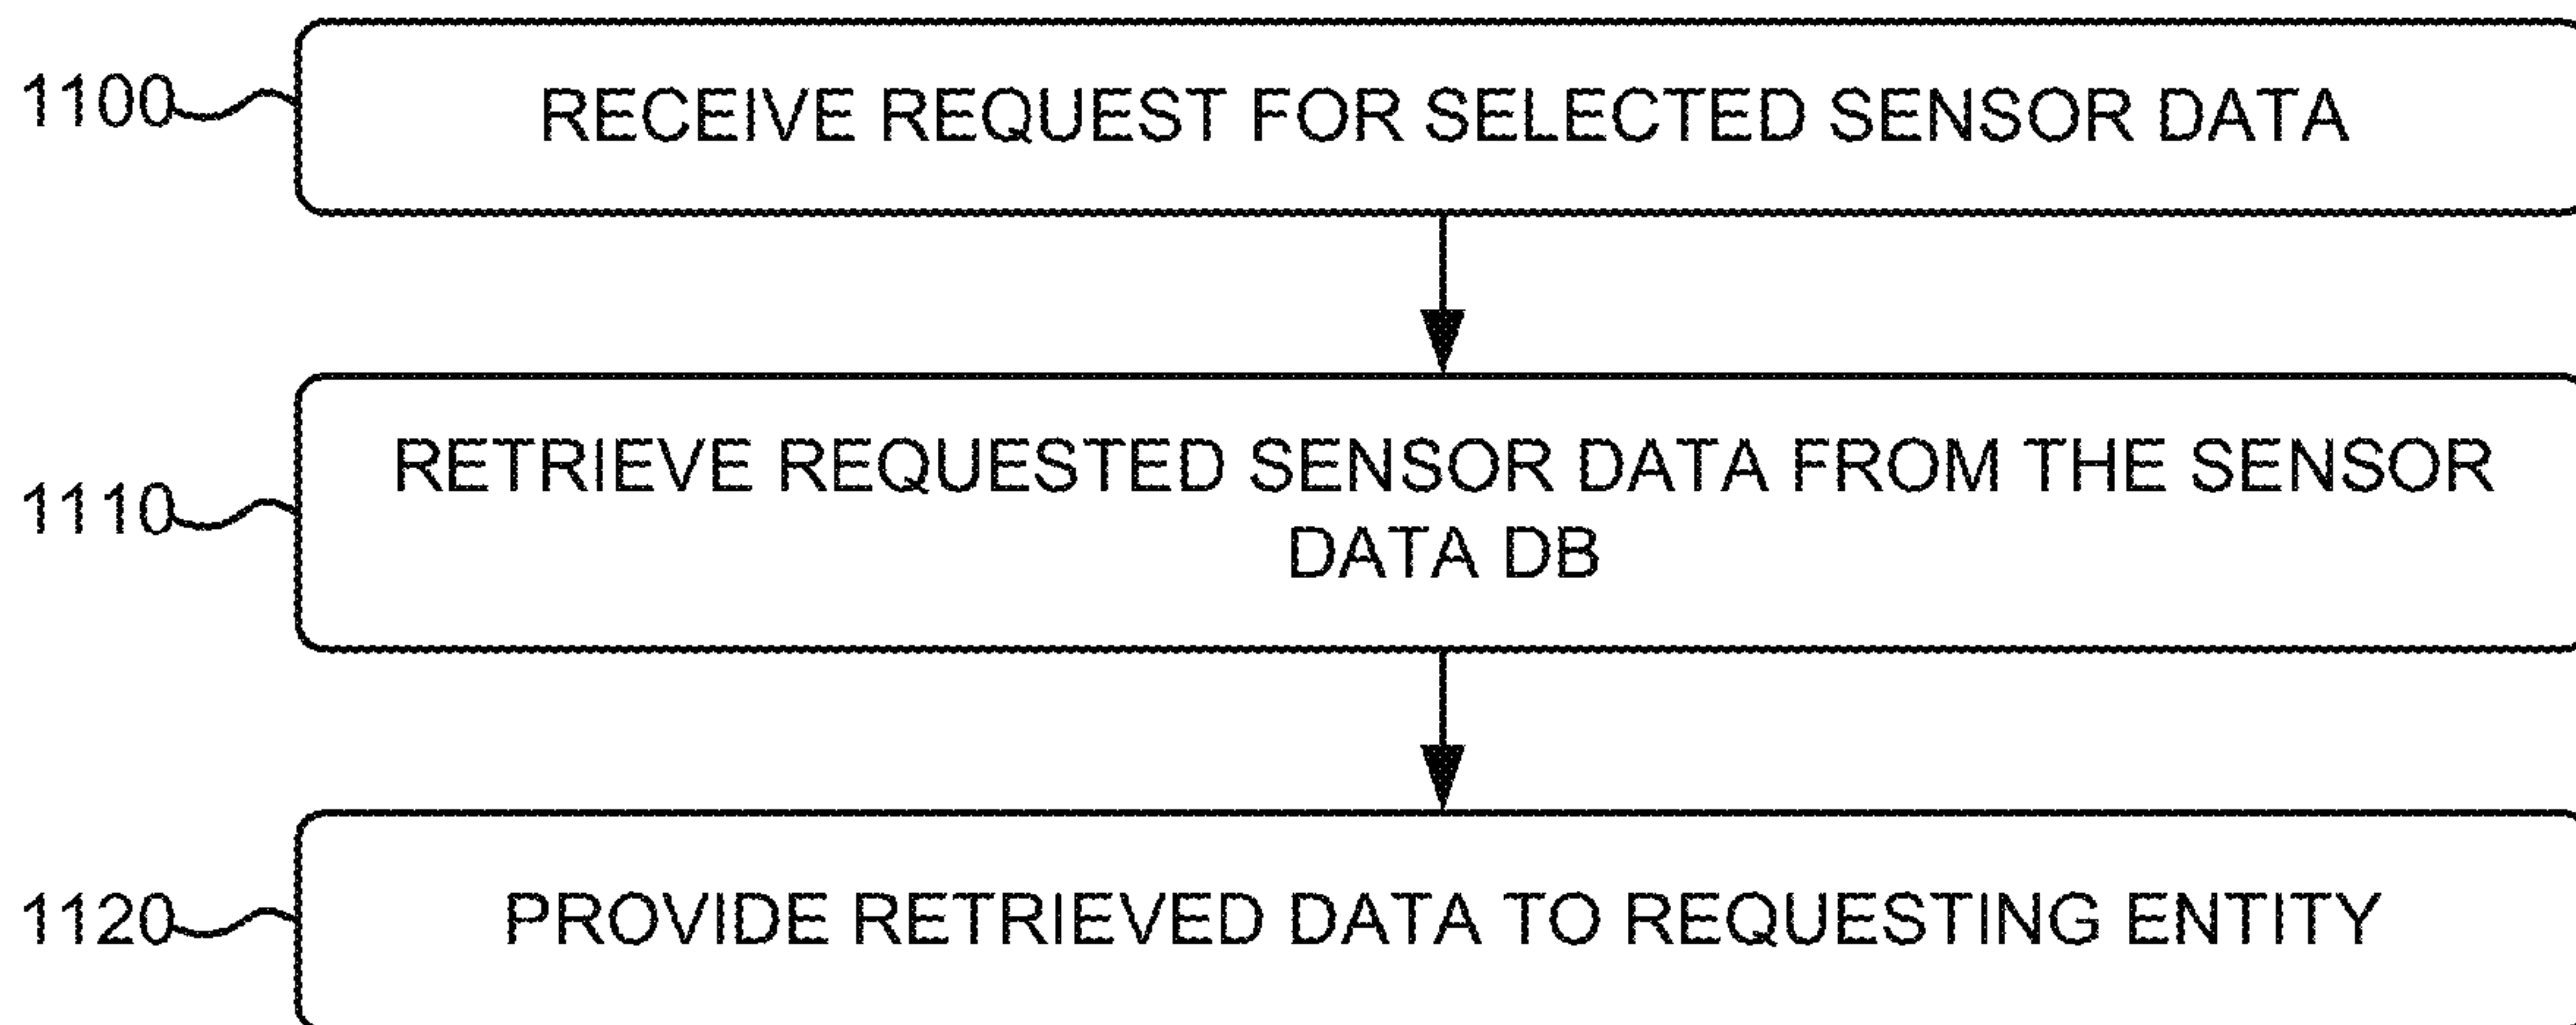 1100
RECEIVE REQUEST FOR SELECTED SENSOR DATA
1110
RETRIEVE REQUESTED SENSOR DATA FROM THE SENSOR
DATA DB
1120
PROVIDE RETRIEVED DATA TO REQUESTING ENTITY